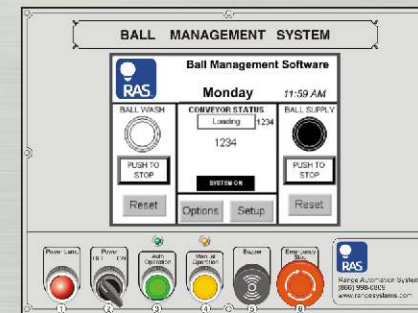 BALL MANAGEMENT SYSTEM
RAS
Ball Management Software
Monday 11:59 AM
BALL WASH
CONVEYOR STATUS
BALL SUPPLY
Loading 1234
1234
PUSH TO
STOP
PUSH TO
STOP
SYSTEM ON
Reset
Options
Setup
Reset
Power Lamp
Power
OFF ON
Auto
Operation
Manual
Operation
Buzzer
Emergency
Stop
1
2
3
4
5
6
RAS
Range Automation Systems
(866) 998-0809
www.rangesystems.com